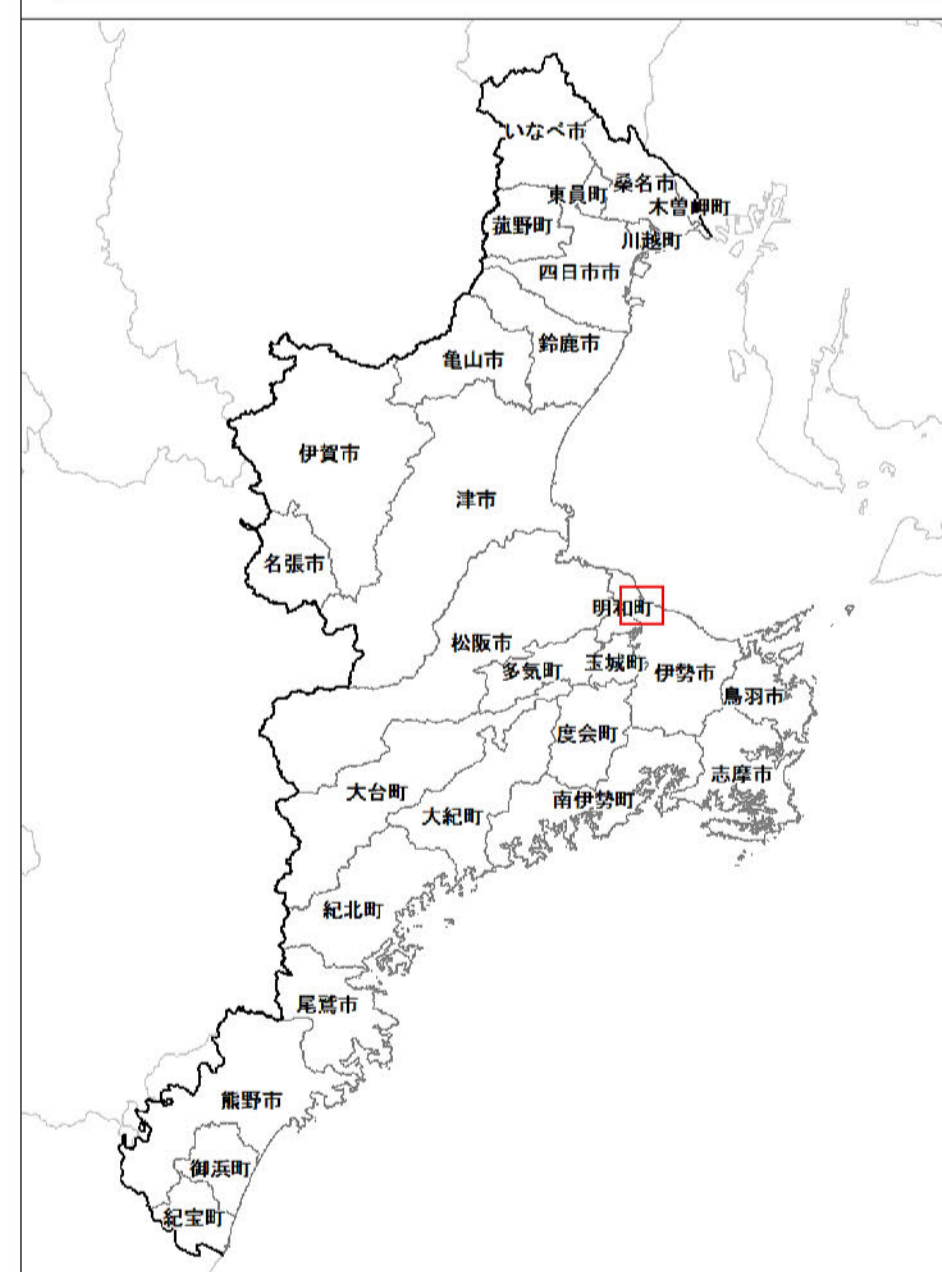 いなべ市
東員町
桑名市
木曽岬町
菰野町
川越町
四日市市
鈴鹿市
亀山市
伊賀市
津市
名張市
明和町
松阪市
多気町
玉城町
伊勢市
鳥羽市
度会町
志摩市
大台町
大紀町
南伊勢町
紀北町
尾鷲市
熊野市
御浜町
紀宝町